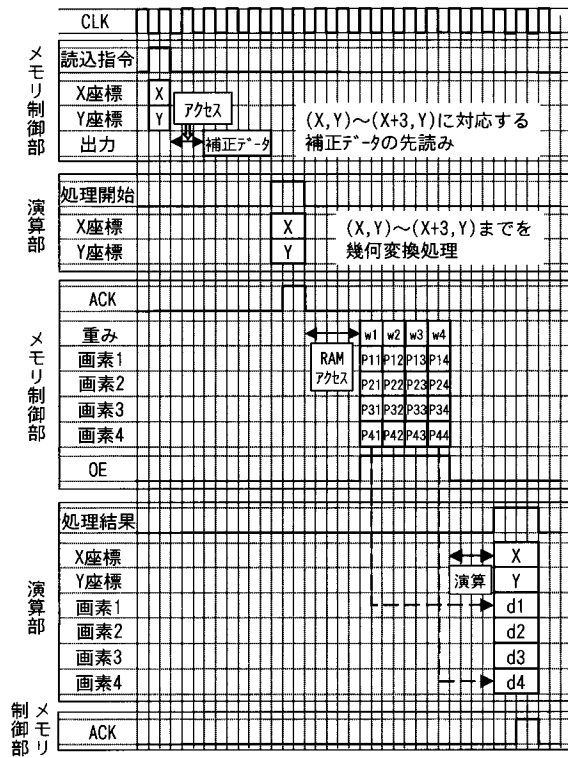 CLK
メモリ制御部
読込指令
X座標 X
Y座標 Y
アクセス
出力 補正データ
(X,Y)～(X+3,Y)に対応する
補正データの先読み
演算部
処理開始
X座標 X
Y座標 Y
(X,Y)～(X+3,Y)までを
幾何変換処理
メモリ制御部
ACK
重み w1 w2 w3 w4
画素1 P11 P12 P13 P14
画素2 P21 P22 P23 P24
画素3 P31 P32 P33 P34
画素4 P41 P42 P43 P44
RAM
アクセス
OE
演算部
処理結果
X座標 X
Y座標 演算 Y
画素1 d1
画素2 d2
画素3 d3
画素4 d4
メモリ制御部
ACK